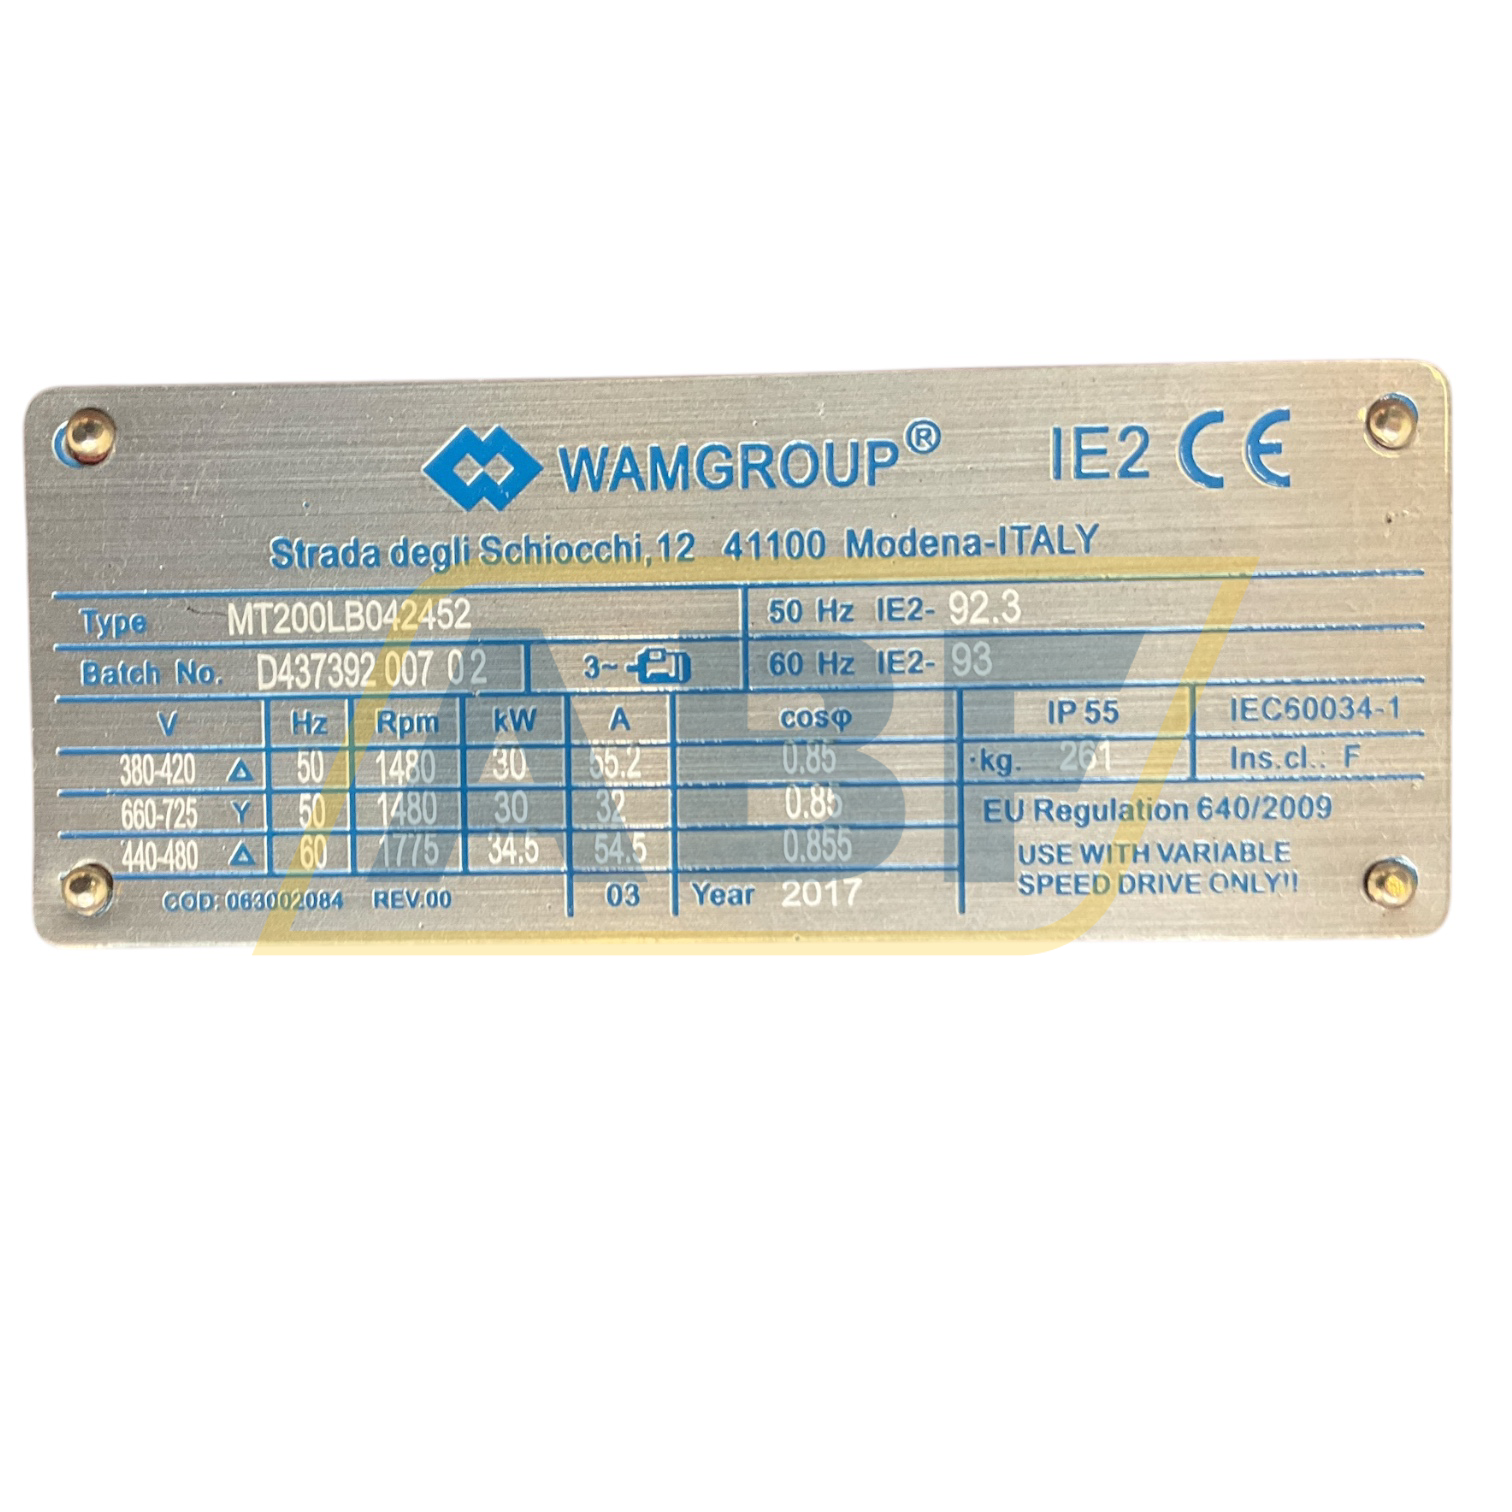 WAMGROUP® IE2 CE
Strada degli Schiocchi,12 41100 Modena-ITALY
Type MT200LB042452 50 Hz IE2- 92.3
Batch No. D437392 007 02 3~ 60 Hz IE2- 93
V Hz Rpm kW A cosφ IP 55 IEC60034-1
380-420 Δ 50 1480 30 55.2 0.85 kg. 261 Ins.cl.: F
660-725 Y 50 1480 30 32 0.85 EU Regulation 640/2009
440-480 Δ 60 1775 34.5 54.5 0.855 USE WITH VARIABLE
SPEED DRIVE ONLY!!
COD: 063002084 REV.00 03 Year 2017
ABF